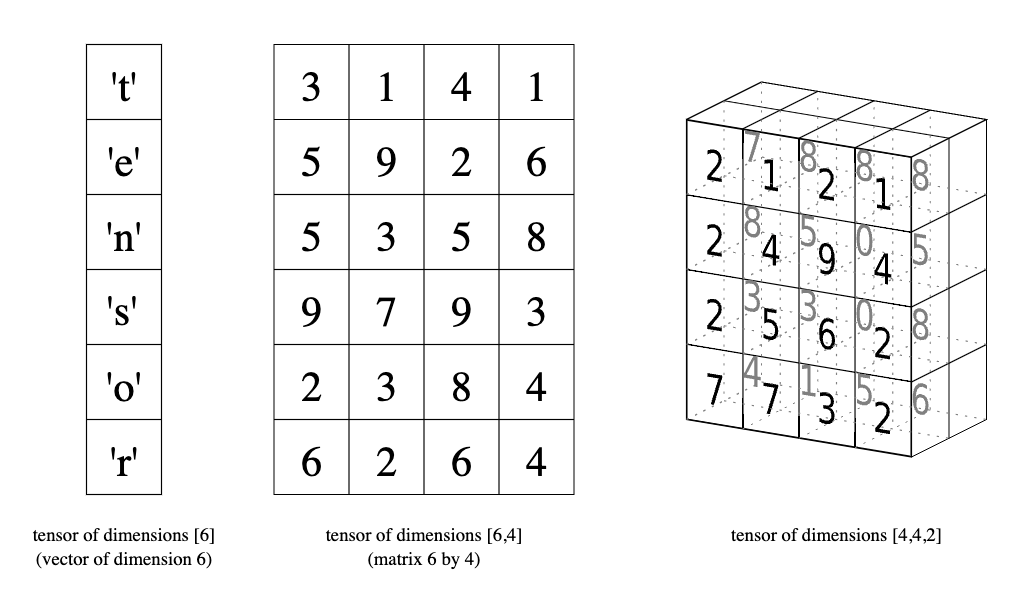 't'
'e'
'n'
's'
'o'
'r'
tensor of dimensions [6]
(vector of dimension 6)
3 1 4 1
5 9 2 6
5 3 5 8
9 7 9 3
2 3 8 4
6 2 6 4
tensor of dimensions [6,4]
(matrix 6 by 4)
2 7 1 8 2 8 1 8
2 8 4 5 9 0 4 5
2 3 5 3 6 0 2 8
7 4 7 1 3 5 2 6
tensor of dimensions [4,4,2]